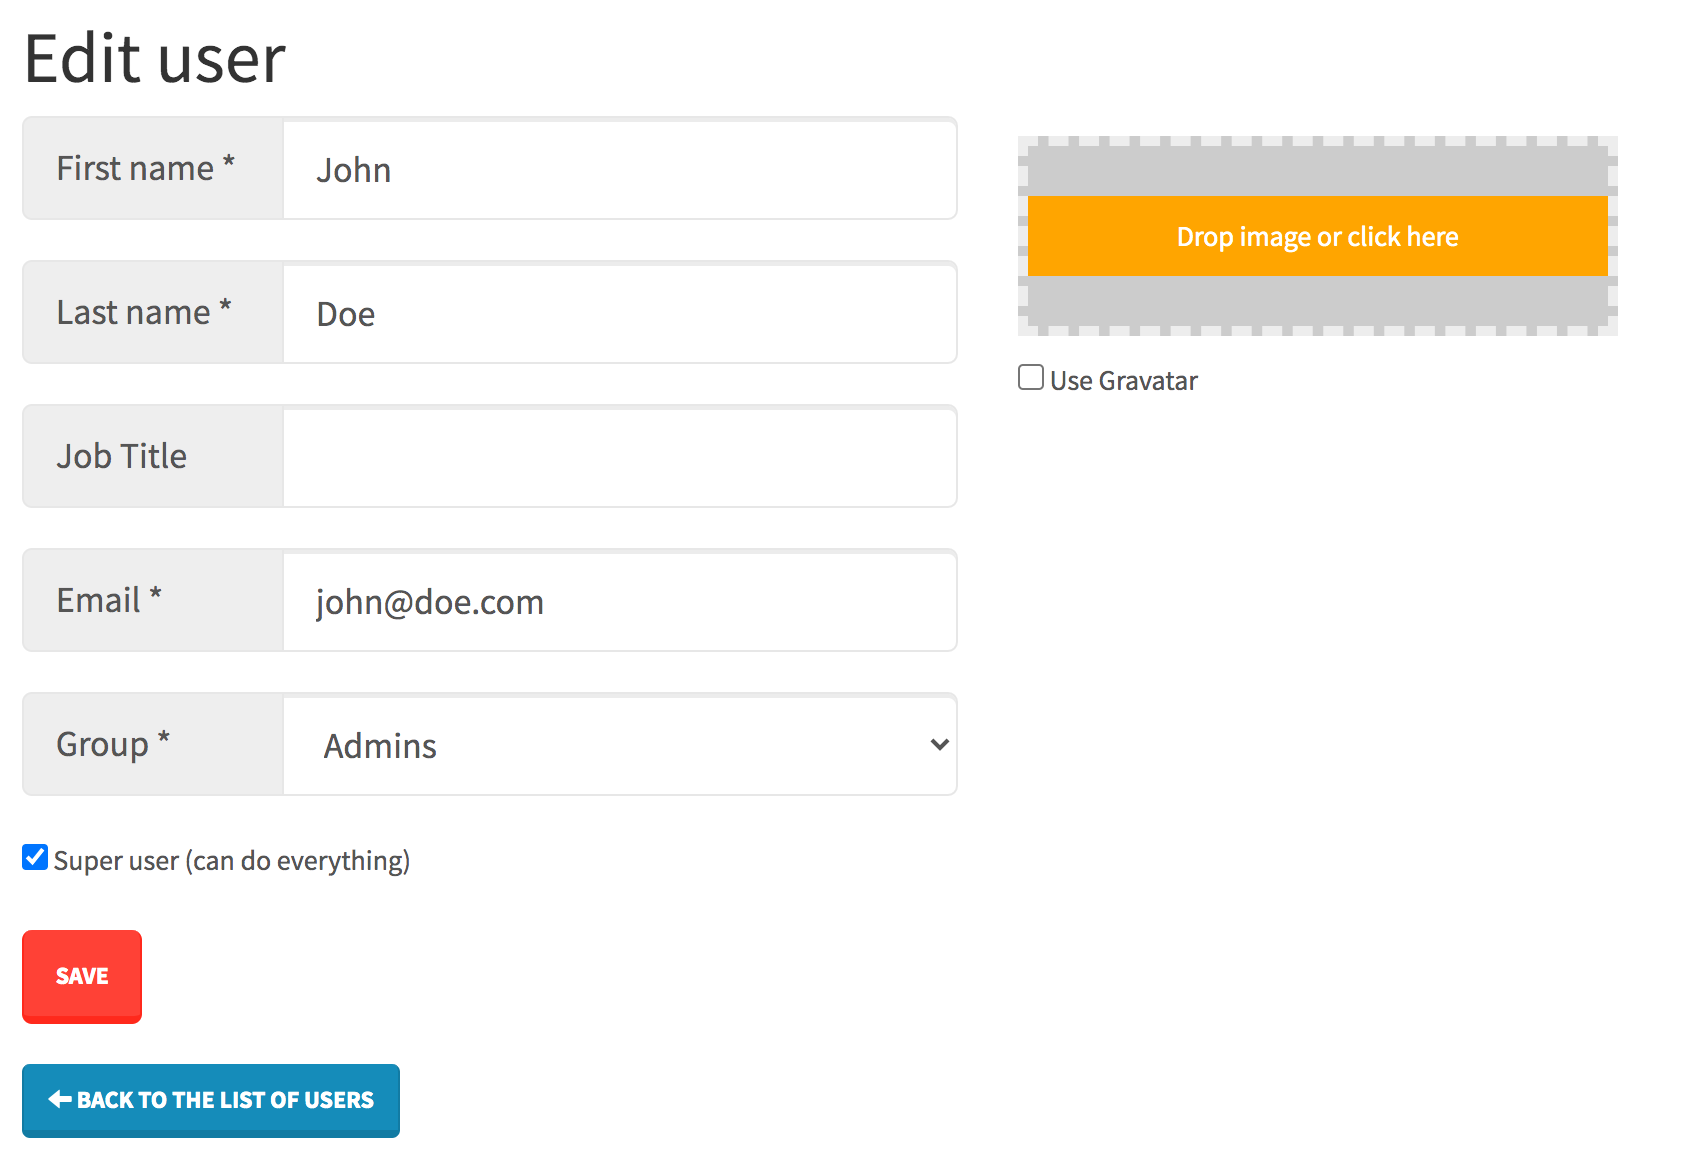 Edit user
First name *
John
Last name *
Doe
Job Title
Email *
john@doe.com
Group *
Admins
Super user (can do everything)
SAVE
BACK TO THE LIST OF USERS
Drop image or click here
Use Gravatar